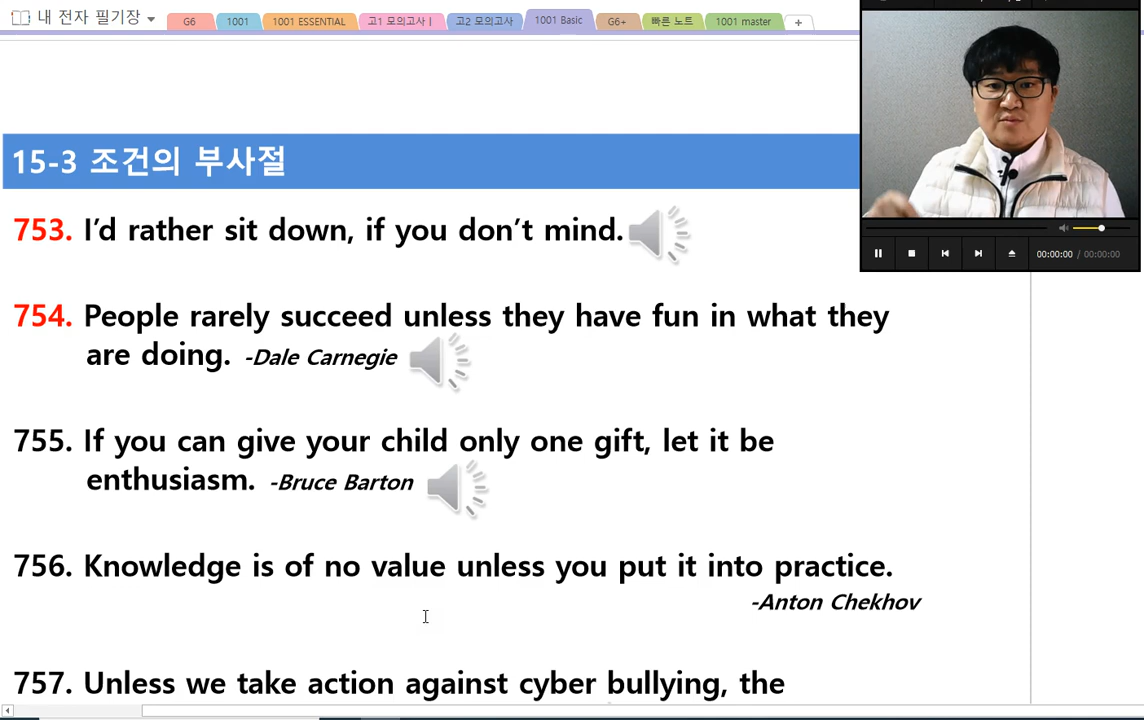 내 전자 필기장
G6
1001
1001 ESSENTIAL
고1 모의고사 I
고2 모의고사
1001 Basic
G6+
빠른 노트
1001 master
+
15-3 조건의 부사절
753. I’d rather sit down, if you don’t mind.
754. People rarely succeed unless they have fun in what they
are doing. -Dale Carnegie
755. If you can give your child only one gift, let it be
enthusiasm. -Bruce Barton
756. Knowledge is of no value unless you put it into practice.
-Anton Chekhov
757. Unless we take action against cyber bullying, the
00:00:00 / 00:00:00